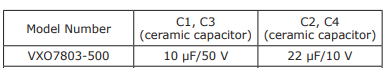 Model Number
C1, C3
(ceramic capacitor)
C2, C4
(ceramic capacitor)
VXO7803-500
10 µF/50 V
22 µF/10 V